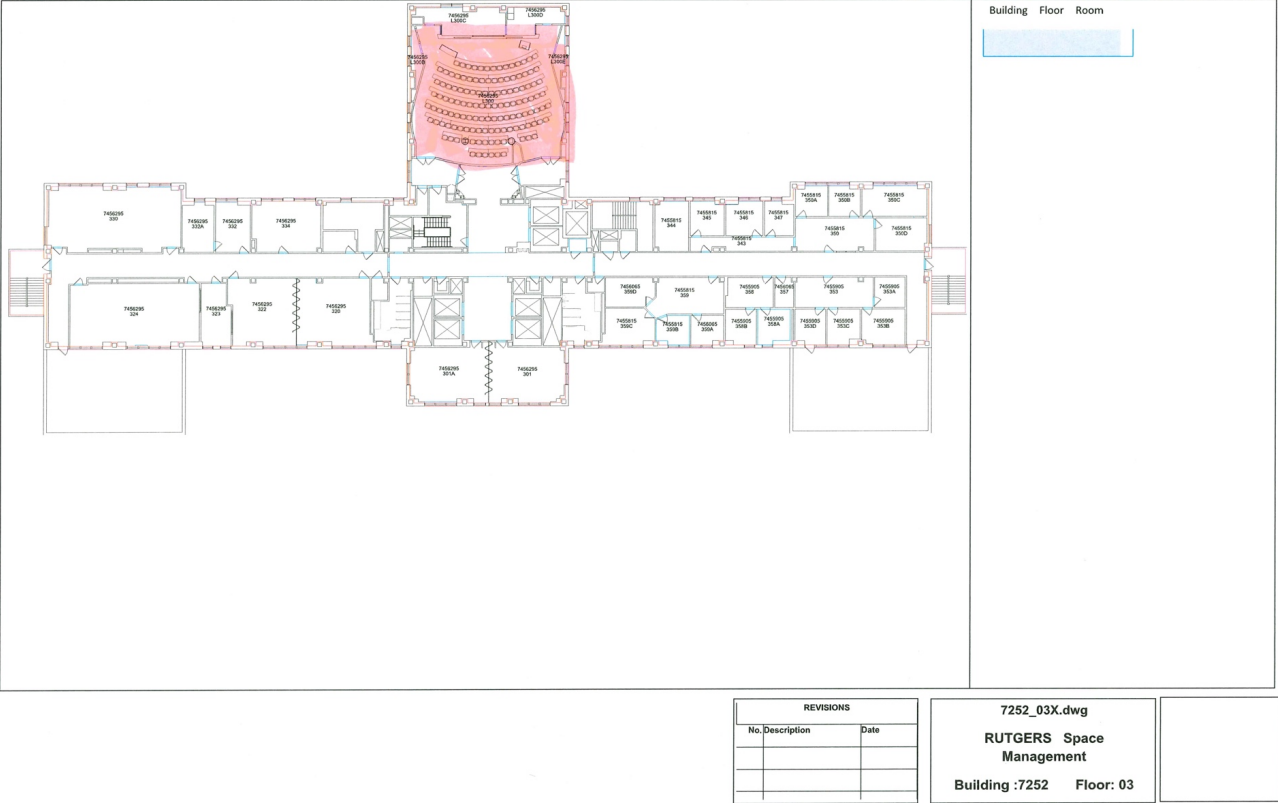 Building Floor Room
7456295
L300C
7456295
L300D
7456295
L300B
7456295
L300E
7456295
L300
7456295
330
7456295
332A
7456295
332
7456295
334
7455815
344
7455815
345
7455815
346
7455815
347
7455815
343
7455815
350A
7455815
350B
7455815
350C
7455815
350
7455815
350D
7456295
324
7456295
323
7456295
322
7456295
320
7456065
359D
7455815
359
7455815
359C
7455815
359B
7456065
359A
7455905
358
7456065
357
7455905
353
7455905
353A
7455905
358B
7455905
358A
7455905
353D
7455905
353C
7455905
353B
7456295
301A
7456295
301
REVISIONS
No. Description Date
7252_03X.dwg
RUTGERS Space
Management
Building :7252 Floor: 03